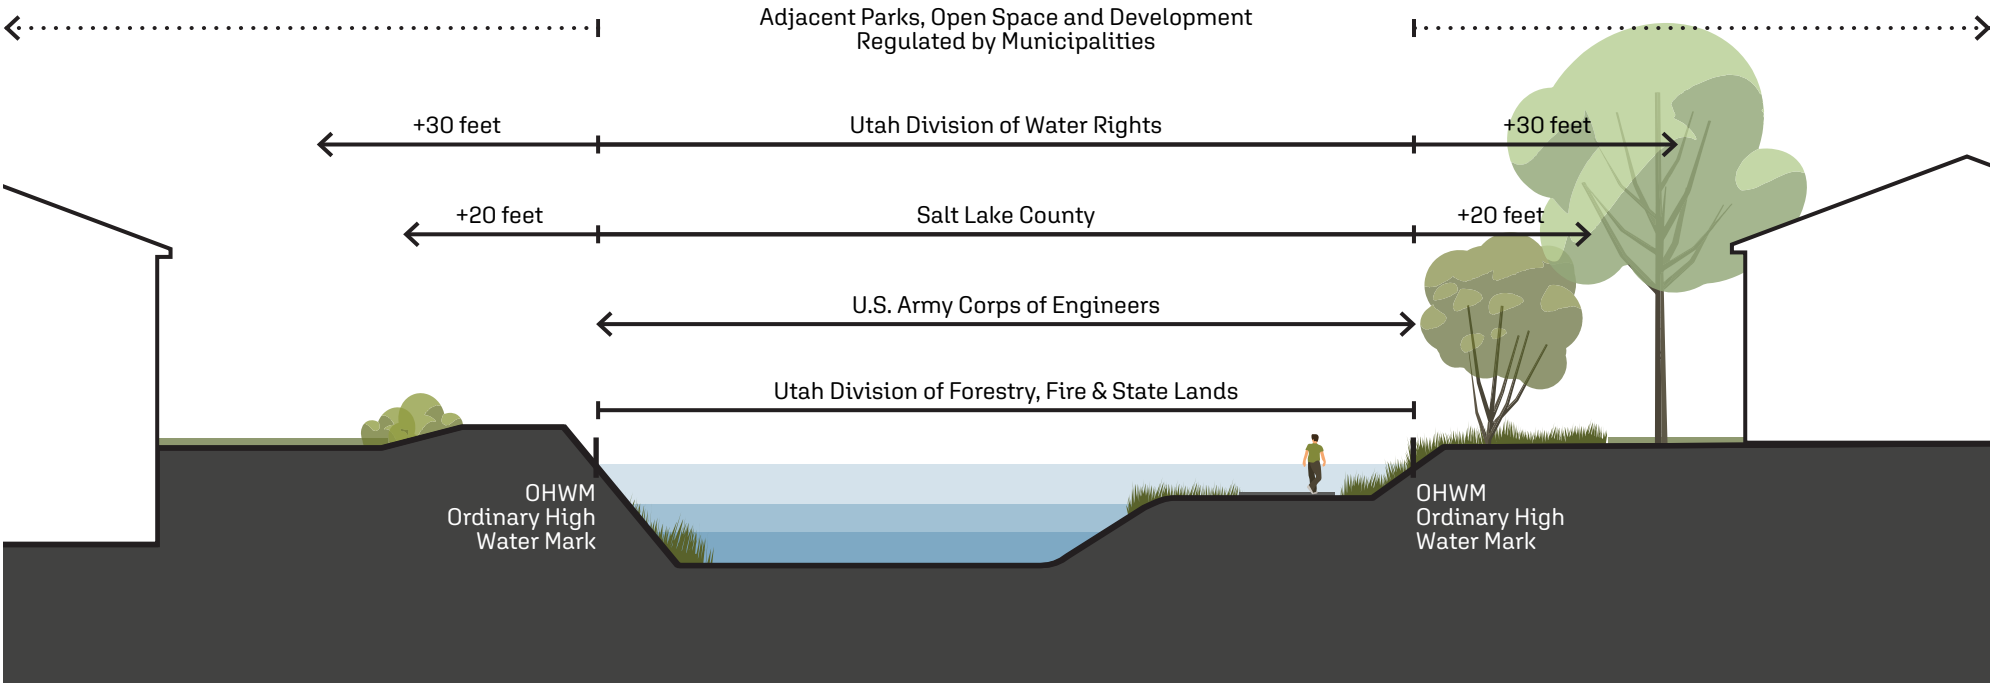 Adjacent Parks, Open Space and Development
Regulated by Municipalities
+30 feet
Utah Division of Water Rights
+30 feet
+20 feet
Salt Lake County
+20 feet
U.S. Army Corps of Engineers
Utah Division of Forestry, Fire & State Lands
OHWM
Ordinary High
Water Mark
OHWM
Ordinary High
Water Mark